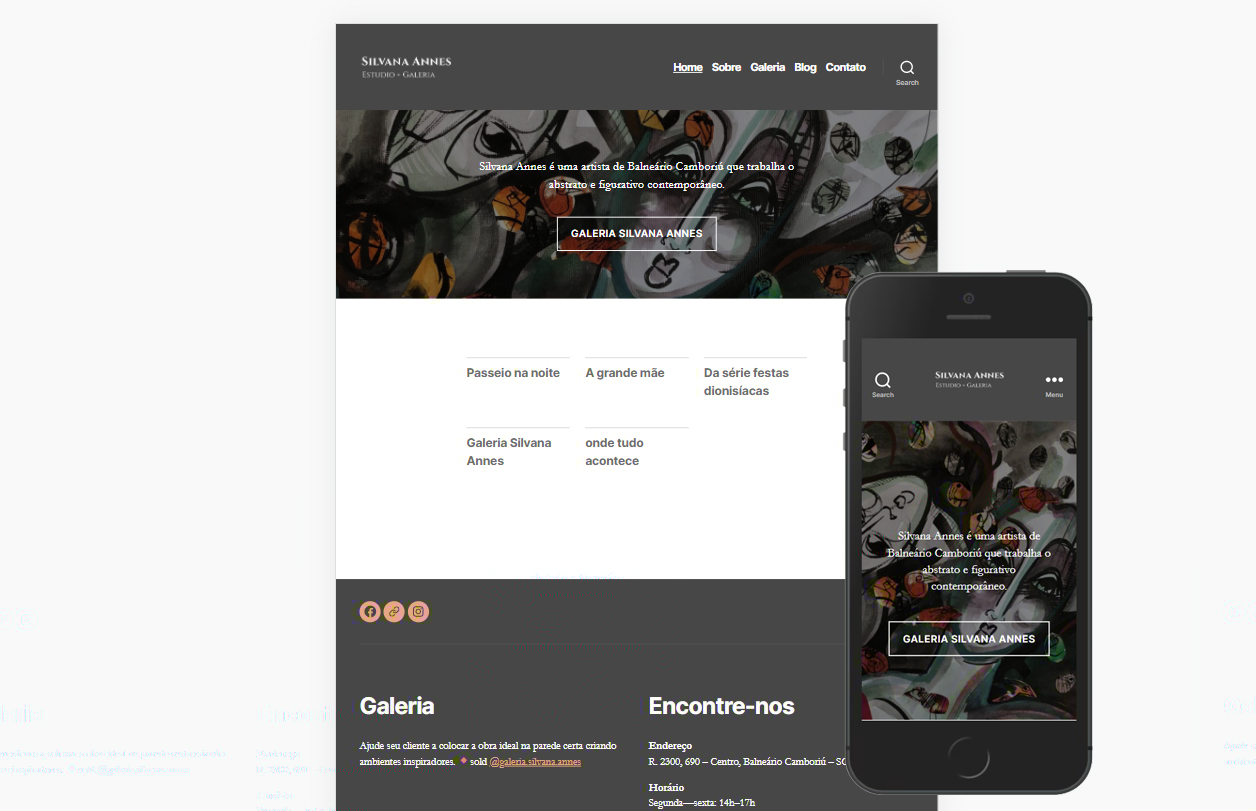 SILVANA ANNES
ESTUDIO - GALERIA
Home Sobre Galeria Blog Contato
Search
Silvana Annes é uma artista de Balneário Camboriú que trabalha o
abstrato e figurativo contemporâneo.
GALERIA SILVANA ANNES
Passeio na noite
A grande mãe
Da série festas
dionisíacas
Galeria Silvana
Annes
onde tudo
acontece
Galeria
Ajude seu cliente a colocar a obra ideal na parede certa criando
ambientes inspiradores. sold @galeria.silvana.annes
Encontre-nos
Endereço
R. 2300, 690 – Centro, Balneário Camboriú –
Horário
Segunda—sexta: 14h–17h
Search
SILVANA ANNES
ESTUDIO - GALERIA
Menu
Silvana Annes é uma artista de
Balneário Camboriú que trabalha o
abstrato e figurativo
contemporâneo.
GALERIA SILVANA ANNES